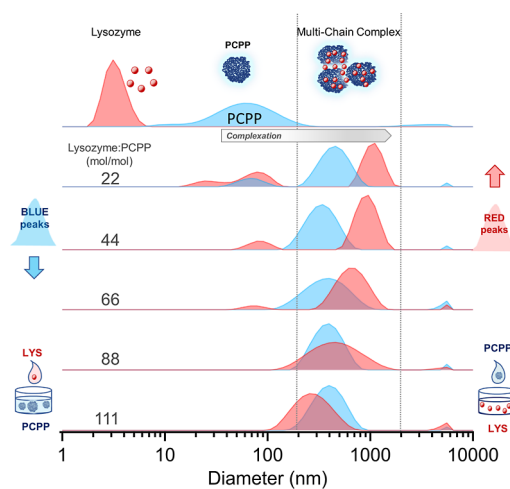 Lysozyme
PCPP
Multi-Chain Complex
PCPP
Complexation
Lysozyme:PCPP
(mol/mol)
22
BLUE
peaks
RED
peaks
44
66
LYS
PCPP
88
PCPP
LYS
111
1 10 100 1000 10000
Diameter (nm)